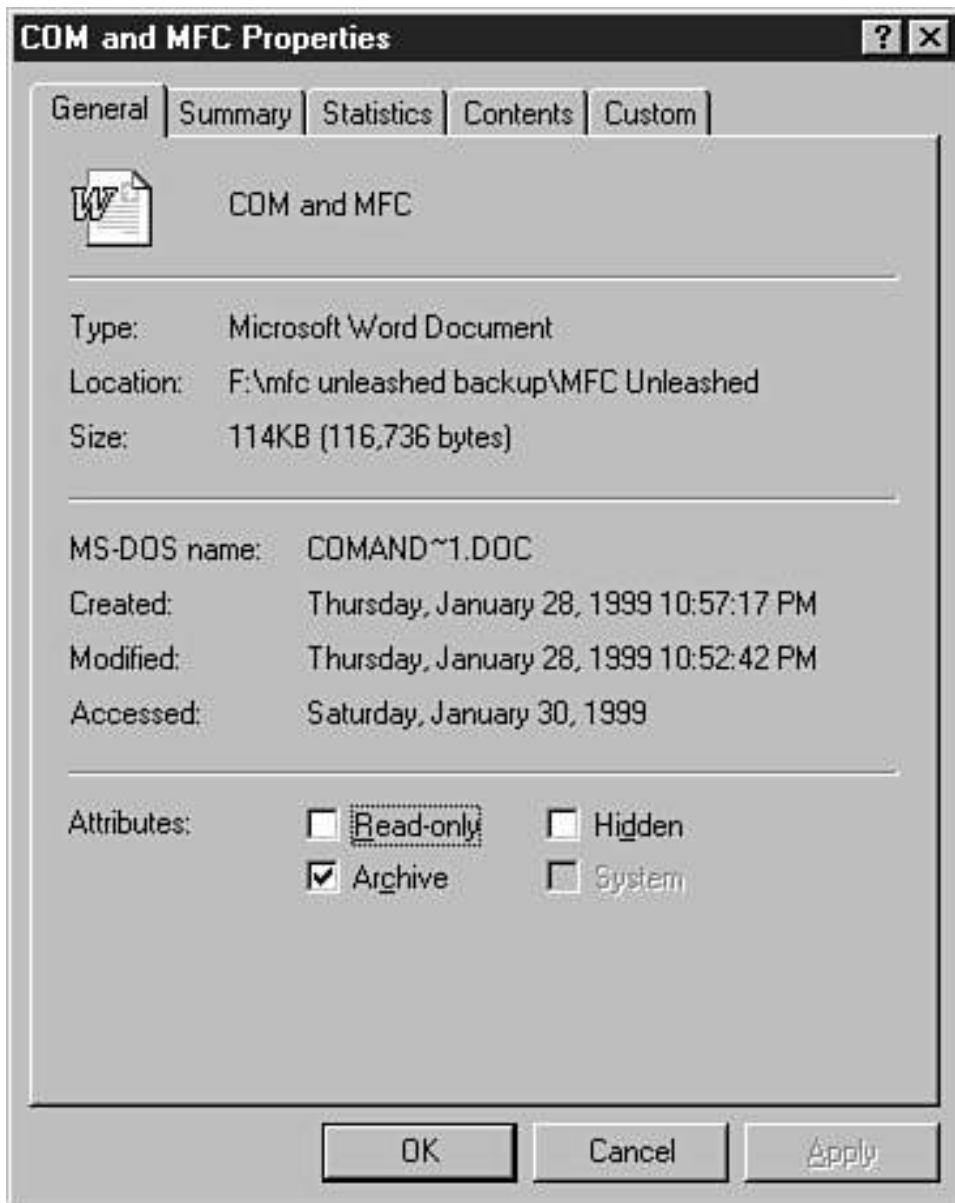 COM and MFC Properties
General Summary Statistics Contents Custom
W COM and MFC
Type: Microsoft Word Document
Location: F:\mfc unleashed backup\MFC Unleashed
Size: 114KB (116,736 bytes)
MS-DOS name: COMAND~1.DOC
Created: Thursday, January 28, 1999 10:57:17 PM
Modified: Thursday, January 28, 1999 10:52:42 PM
Accessed: Saturday, January 30, 1999
Attributes: Read-only Hidden
Archive System
OK Cancel Apply